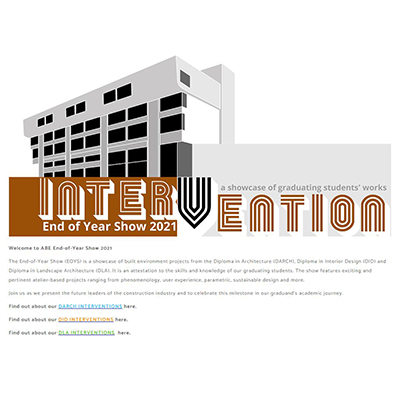 a showcase of graduating students' works
INTERVENTION
End of Year Show 2021
Welcome to ABE End-of-Year Show 2021
The End-of-Year Show (EOYS) is a showcase of built environment projects from the Diploma in Architecture (DARCH), Diploma in Interior Design (DID) and
Diploma in Landscape Architecture (DLA). It is an attestation to the skills and knowledge of our graduating students. The show features exciting and
pertinent atelier-based projects ranging from phenomenology, user experience, parametric, sustainable design and more.
Join us as we present the future leaders of the construction industry and to celebrate this milestone in our graduand's academic journey.
Find out about our DARCH INTERVENTIONS here.
Find out about our DID INTERVENTIONS here.
Find out about our DLA INTERVENTIONS here.